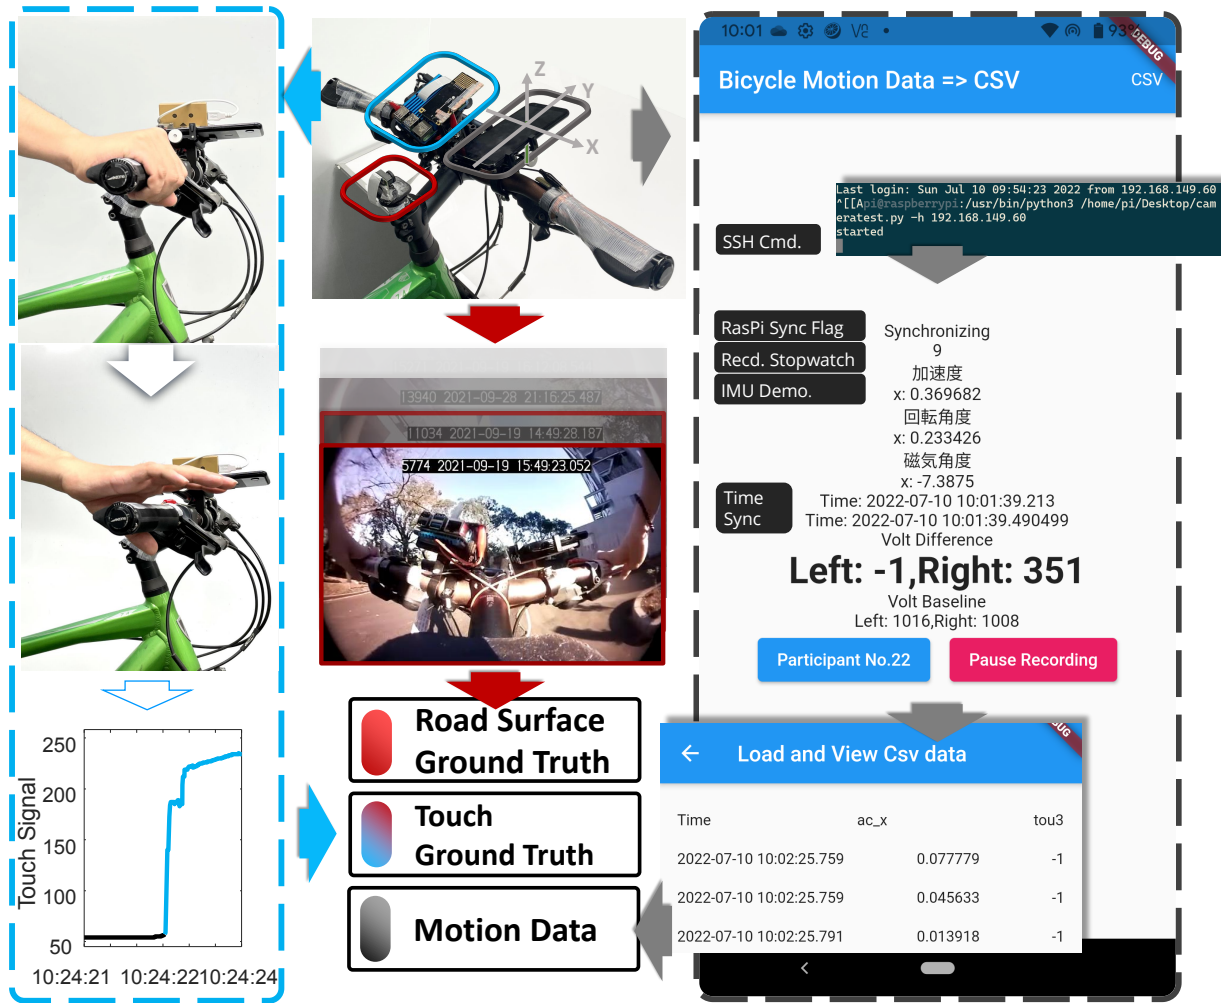 Z
Y
X
13940 2021-09-28 21:16:25.487
11034 2021-09-19 14:49:28.187
5774 2021-09-19 15:49:23.052
Touch Signal
250
200
150
100
50
10:24:21 10:24:22 10:24:24
Road Surface
Ground Truth
Touch
Ground Truth
Motion Data
10:01
93%
DEBUG
Bicycle Motion Data => CSV
CSV
Last login: Sun Jul 10 09:54:23 2022 from 192.168.149.60
^[[Api@raspberrypi:/usr/bin/python3 /home/pi/Desktop/cam
eratest.py -h 192.168.149.60
started
SSH Cmd.
RasPi Sync Flag
Recd. Stopwatch
IMU Demo.
Synchronizing
9
加速度
x: 0.369682
回転角度
x: 0.233426
磁気角度
x: -7.3875
Time
Sync
Time: 2022-07-10 10:01:39.213
Time: 2022-07-10 10:01:39.490499
Volt Difference
Left: -1,Right: 351
Volt Baseline
Left: 1016,Right: 1008
Participant No.22
Pause Recording
Load and View Csv data
Time ac_x tou3
2022-07-10 10:02:25.759 0.077779 -1
2022-07-10 10:02:25.759 0.045633 -1
2022-07-10 10:02:25.791 0.013918 -1